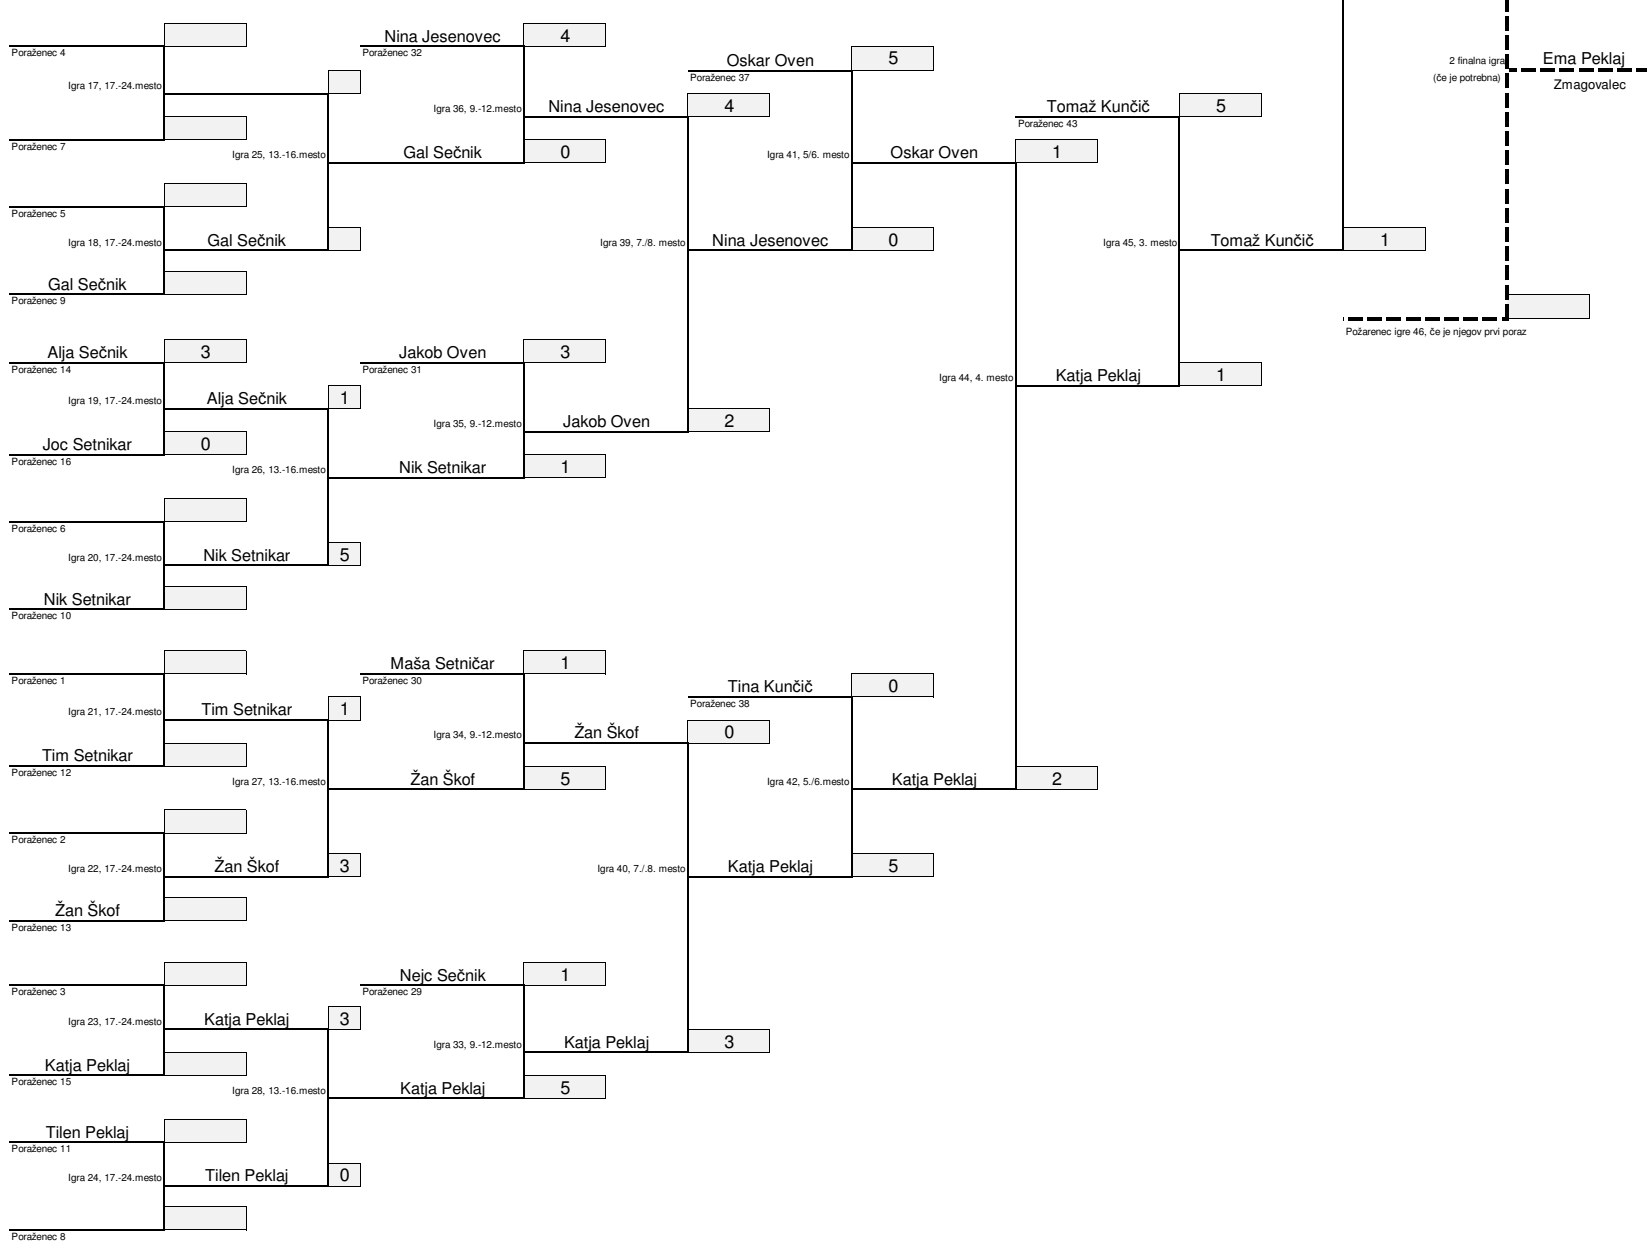 Poraženec 4
Igra 17, 17.-24.mesto
Poraženec 7
Igra 25, 13.-16.mesto
Poraženec 5
Igra 18, 17.-24.mesto
Gal Sečnik
Gal Sečnik
Poraženec 9
Nina Jesenovec 4
Poraženec 32
Igra 36, 9.-12.mesto
Gal Sečnik 0
Nina Jesenovec 4
Oskar Oven 5
Poraženec 37
Igra 41, 5/6. mesto
Igra 39, 7./8. mesto
Nina Jesenovec 0
Oskar Oven 1
Tomaž Kunčič 5
Poraženec 43
Igra 45, 3. mesto
Tomaž Kunčič 1
2 finalna igra
(če je potrebna)
Ema Peklaj
Zmagovalec
Požarenec igre 46, če je njegov prvi poraz
Alja Sečnik 3
Poraženec 14
Igra 19, 17.-24.mesto
Alja Sečnik 1
Joc Setnikar 0
Poraženec 16
Igra 26, 13.-16.mesto
Poraženec 6
Igra 20, 17.-24.mesto
Nik Setnikar 5
Nik Setnikar
Poraženec 10
Jakob Oven 3
Poraženec 31
Igra 35, 9.-12.mesto
Jakob Oven 2
Nik Setnikar 1
Igra 44, 4. mesto
Katja Peklaj 1
Poraženec 1
Igra 21, 17.-24.mesto
Tim Setnikar 1
Tim Setnikar
Poraženec 12
Igra 27, 13.-16.mesto
Poraženec 2
Igra 22, 17.-24.mesto
Žan Škof 3
Žan Škof
Poraženec 13
Maša Setničar 1
Poraženec 30
Igra 34, 9.-12.mesto
Žan Škof 0
Žan Škof 5
Tina Kunčič 0
Poraženec 38
Igra 42, 5./6.mesto
Katja Peklaj 2
Igra 40, 7./.8. mesto
Katja Peklaj 5
Poraženec 3
Igra 23, 17.-24.mesto
Katja Peklaj 3
Katja Peklaj
Poraženec 15
Igra 28, 13.-16.mesto
Tilen Peklaj
Poraženec 11
Igra 24, 17.-24.mesto
Tilen Peklaj 0
Poraženec 8
Nejc Sečnik 1
Poraženec 29
Igra 33, 9.-12.mesto
Katja Peklaj 3
Katja Peklaj 5